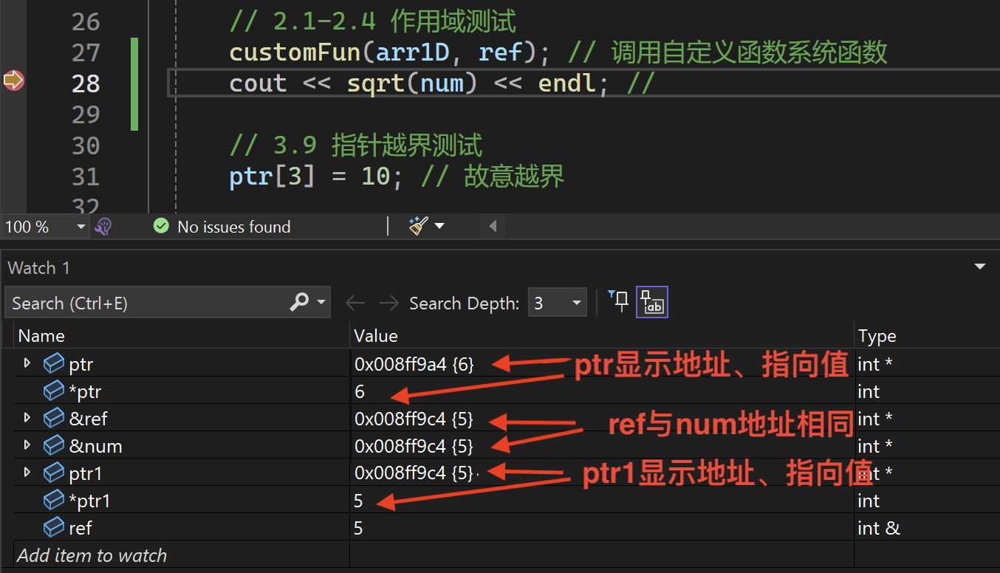 26 // 2.1-2.4 作用域测试
27 customFun(arr1D, ref); // 调用自定义函数系统函数
28 cout << sqrt(num) << endl; //
29
30 // 3.9 指针越界测试
31 ptr[3] = 10; // 故意越界
32
100 % No issues found
Watch 1
Search (Ctrl+E) Search Depth: 3
Name Value Type
ptr 0x008ff9a4 {6} ptr显示地址、指向值 int *
*ptr 6 int
&ref 0x008ff9c4 {5} ref与num地址相同 int *
&num 0x008ff9c4 {5} int *
ptr1 0x008ff9c4 {5} ptr1显示地址、指向值 int *
*ptr1 5 int
ref 5 int &
Add item to watch